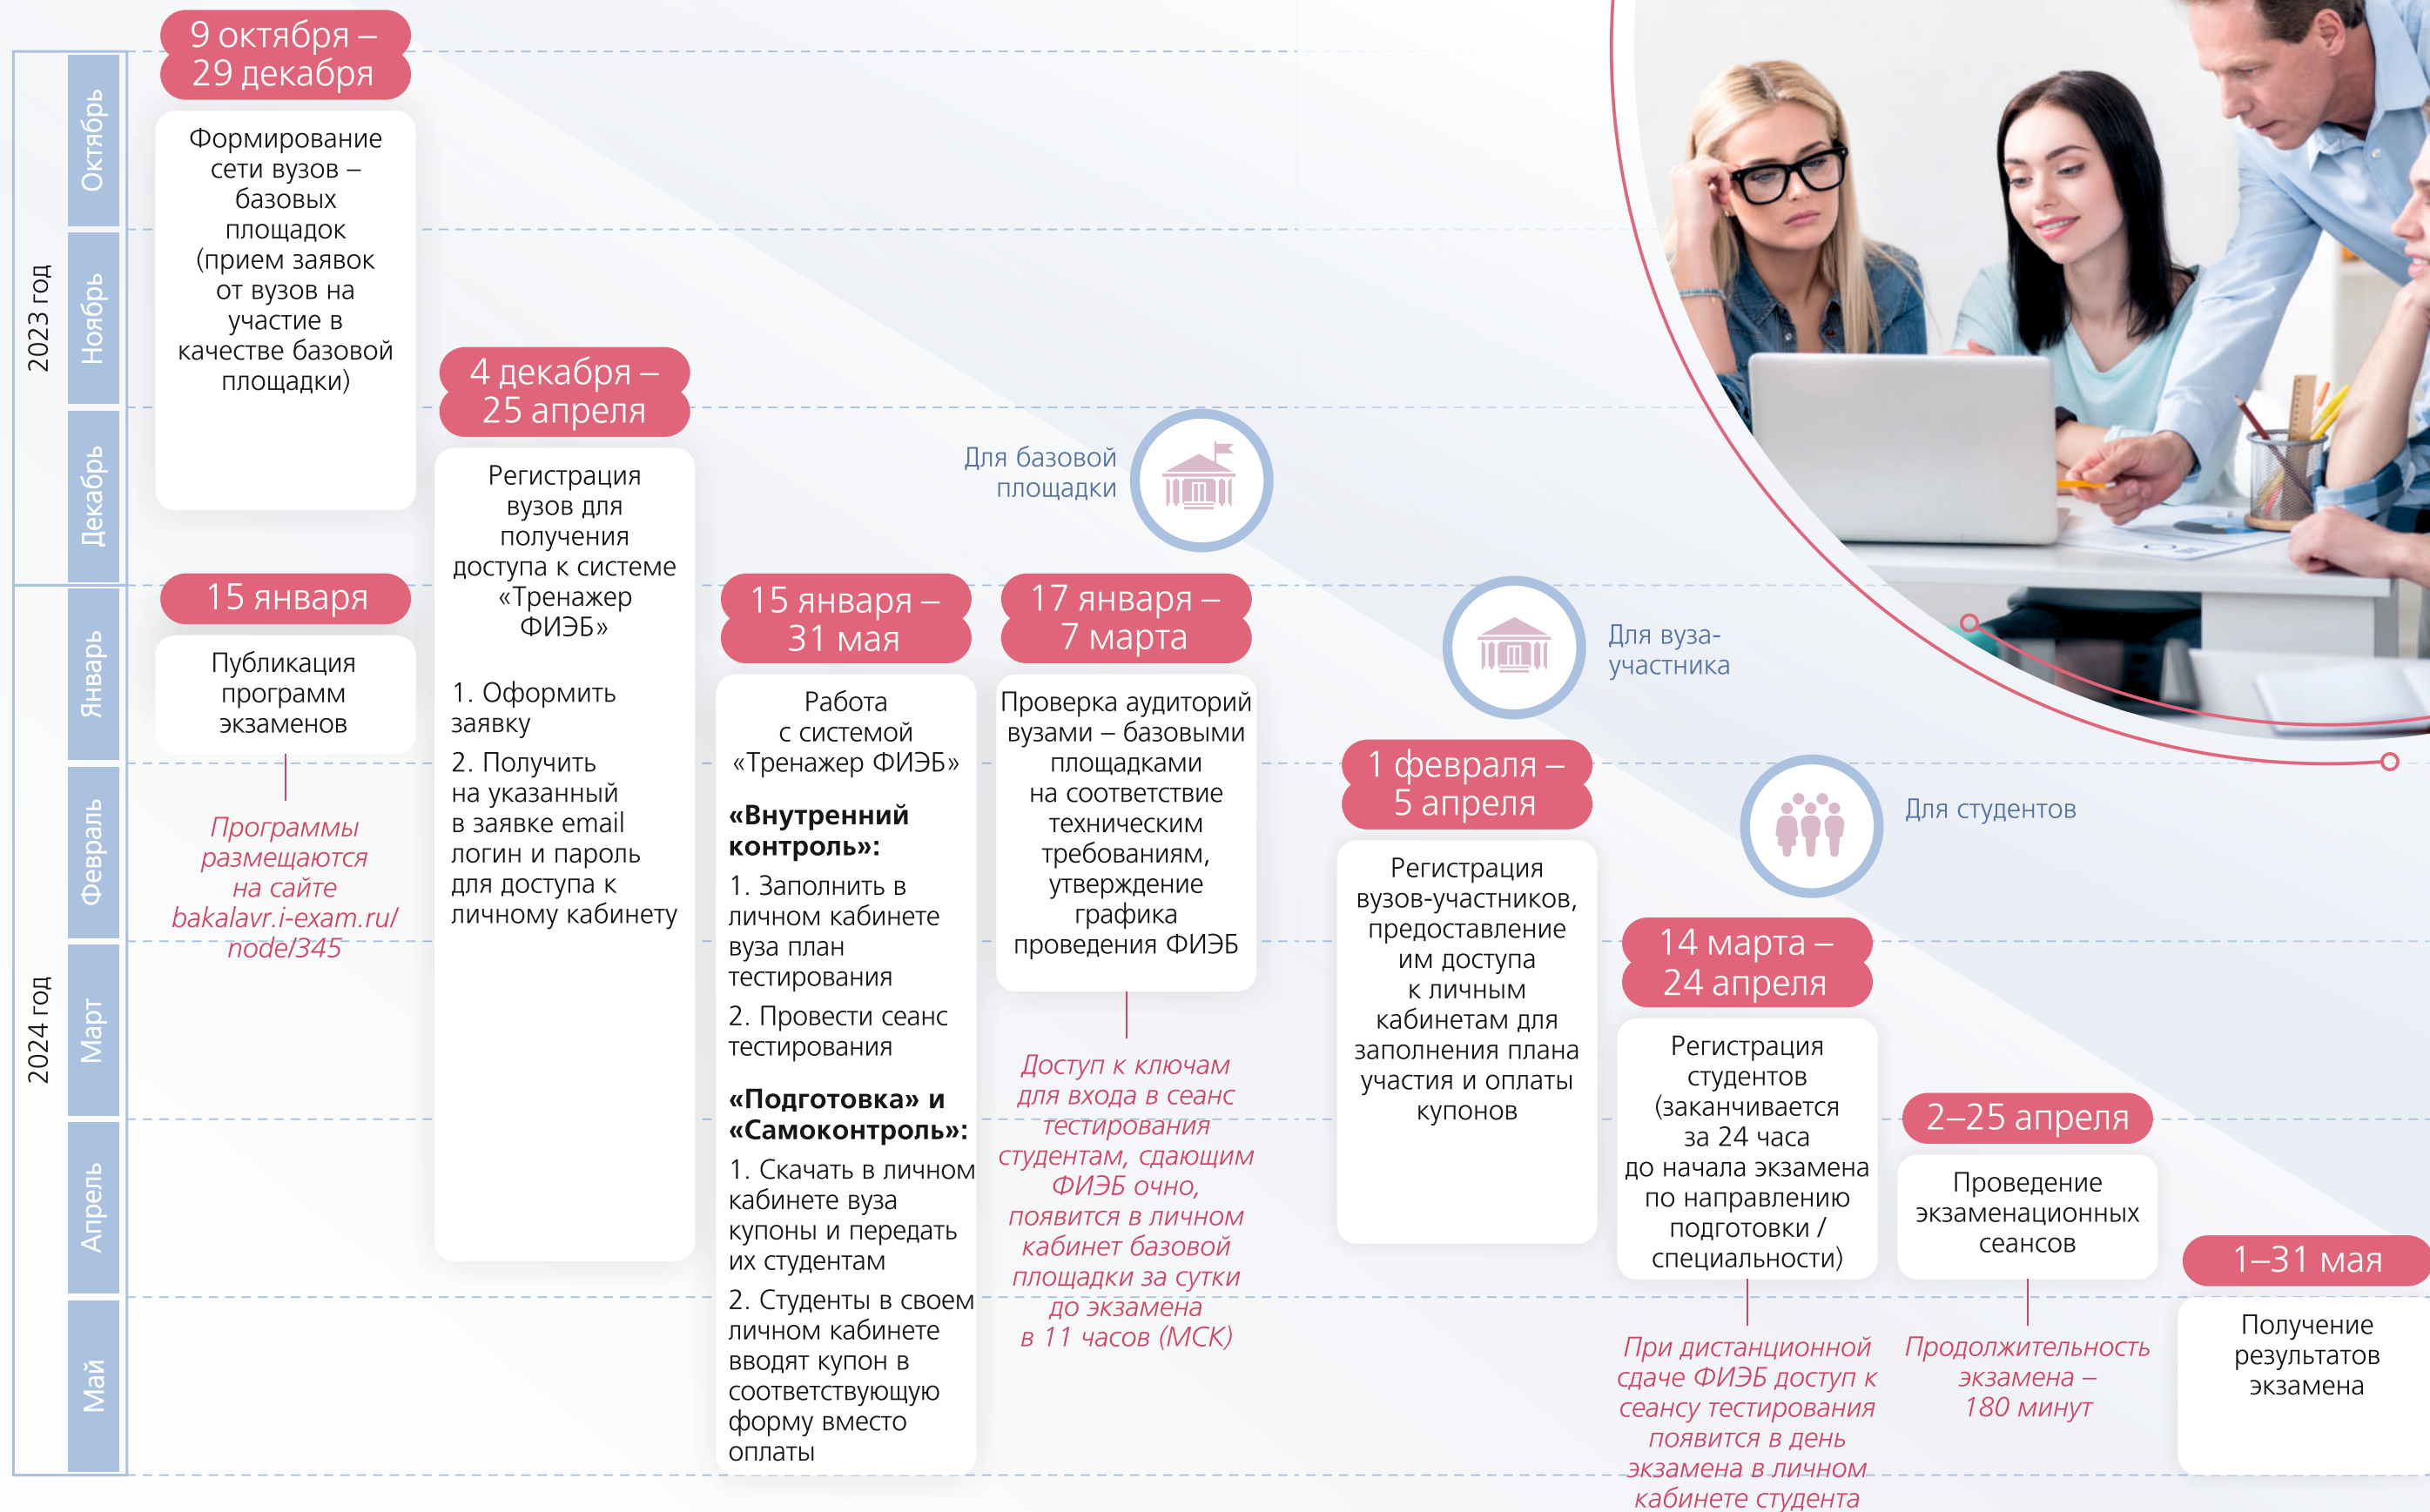 2023 год
Октябрь
Ноябрь
Декабрь
2024 год
Январь
Февраль
Март
Апрель
Май
9 октября –
29 декабря
Формирование
сети вузов –
базовых
площадок
(прием заявок
от вузов на
участие в
качестве базовой
площадки)
15 января
Публикация
программ
экзаменов
Программы
размещаются
на сайте
bakalavr.i-exam.ru/
node/345
4 декабря –
25 апреля
Регистрация
вузов для
получения
доступа к системе
«Тренажер
ФИЭБ»
1. Оформить
заявку
2. Получить
на указанный
в заявке email
логин и пароль
для доступа к
личному кабинету
15 января –
31 мая
Работа
с системой
«Тренажер ФИЭБ»
«Внутренний
контроль»:
1. Заполнить в
личном кабинете
вуза план
тестирования
2. Провести сеанс
тестирования
«Подготовка» и
«Самоконтроль»:
1. Скачать в личном
кабинете вуза
купоны и передать
их студентам
2. Студенты в своем
личном кабинете
вводят купон в
соответствующую
форму вместо
оплаты
Для базовой
площадки
17 января –
7 марта
Проверка аудиторий
вузами – базовыми
площадками
на соответствие
техническим
требованиям,
утверждение
графика
проведения ФИЭБ
Доступ к ключам
для входа в сеанс
тестирования
студентам, сдающим
ФИЭБ очно,
появится в личном
кабинет базовой
площадки за сутки
до экзамена
в 11 часов (МСК)
Для вуза-
участника
1 февраля –
5 апреля
Регистрация
вузов-участников,
предоставление
им доступа
к личным
кабинетам для
заполнения плана
участия и оплаты
купонов
Для студентов
14 марта –
24 апреля
Регистрация
студентов
(заканчивается
за 24 часа
до начала экзамена
по направлению
подготовки /
специальности)
При дистанционной
сдаче ФИЭБ доступ к
сеансу тестирования
появится в день
экзамена в личном
кабинете студента
2–25 апреля
Проведение
экзаменационных
сеансов
Продолжительность
экзамена –
180 минут
1–31 мая
Получение
результатов
экзамена